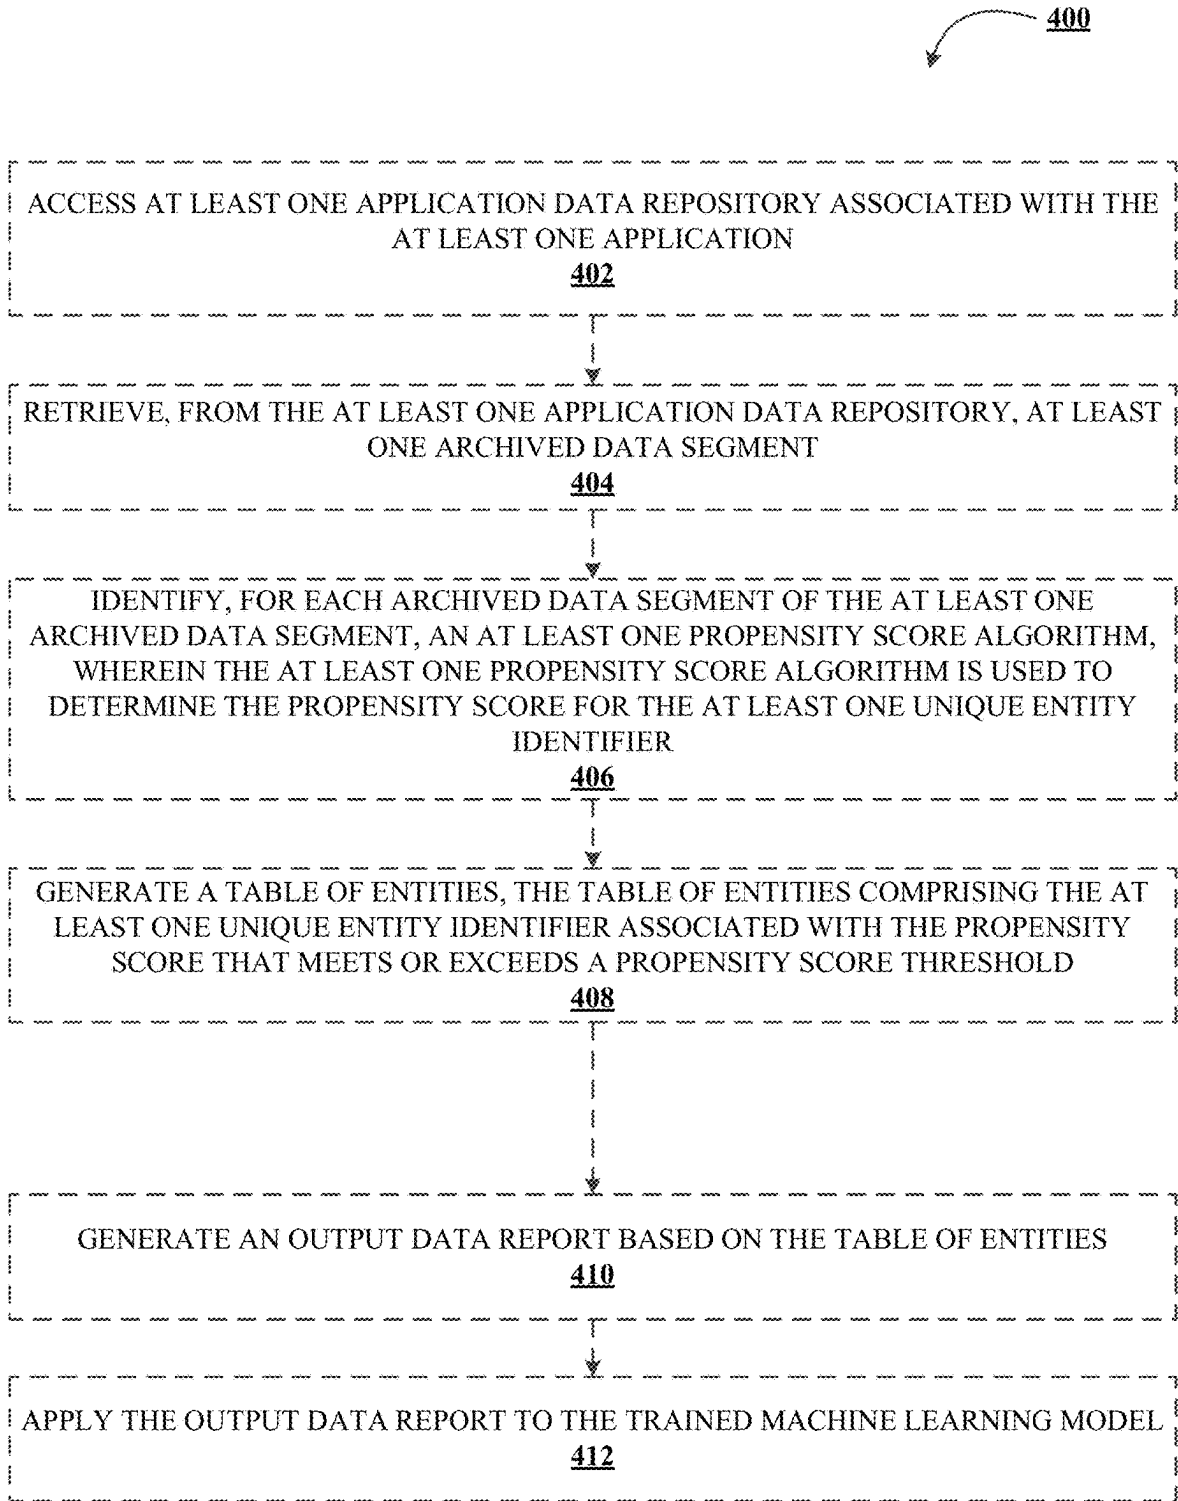 400
ACCESS AT LEAST ONE APPLICATION DATA REPOSITORY ASSOCIATED WITH THE
AT LEAST ONE APPLICATION
402
RETRIEVE, FROM THE AT LEAST ONE APPLICATION DATA REPOSITORY, AT LEAST
ONE ARCHIVED DATA SEGMENT
404
IDENTIFY, FOR EACH ARCHIVED DATA SEGMENT OF THE AT LEAST ONE
ARCHIVED DATA SEGMENT, AN AT LEAST ONE PROPENSITY SCORE ALGORITHM,
WHEREIN THE AT LEAST ONE PROPENSITY SCORE ALGORITHM IS USED TO
DETERMINE THE PROPENSITY SCORE FOR THE AT LEAST ONE UNIQUE ENTITY
IDENTIFIER
406
GENERATE A TABLE OF ENTITIES, THE TABLE OF ENTITIES COMPRISING THE AT
LEAST ONE UNIQUE ENTITY IDENTIFIER ASSOCIATED WITH THE PROPENSITY
SCORE THAT MEETS OR EXCEEDS A PROPENSITY SCORE THRESHOLD
408
GENERATE AN OUTPUT DATA REPORT BASED ON THE TABLE OF ENTITIES
410
APPLY THE OUTPUT DATA REPORT TO THE TRAINED MACHINE LEARNING MODEL
412